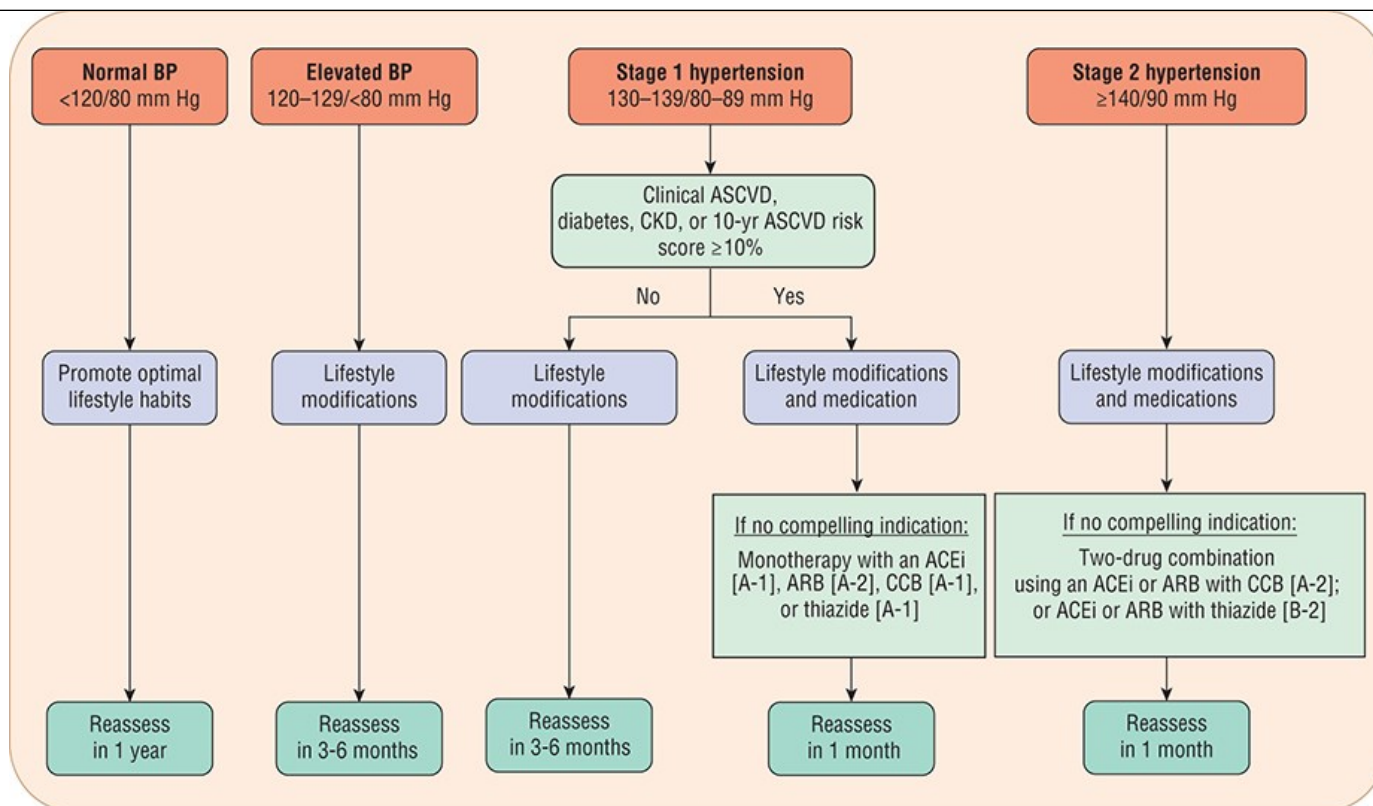 Normal BP
<120/80 mm Hg
Elevated BP
120–129/<80 mm Hg
Stage 1 hypertension
130–139/80–89 mm Hg
Stage 2 hypertension
≥140/90 mm Hg
Clinical ASCVD,
diabetes, CKD, or 10-yr ASCVD risk
score ≥10%
No
Yes
Promote optimal
lifestyle habits
Lifestyle
modifications
Lifestyle
modifications
Lifestyle modifications
and medication
Lifestyle modifications
and medications
If no compelling indication:
Monotherapy with an ACEi
[A-1], ARB [A-2], CCB [A-1],
or thiazide [A-1]
If no compelling indication:
Two-drug combination
using an ACEi or ARB with CCB [A-2];
or ACEi or ARB with thiazide [B-2]
Reassess
in 1 year
Reassess
in 3-6 months
Reassess
in 3-6 months
Reassess
in 1 month
Reassess
in 1 month